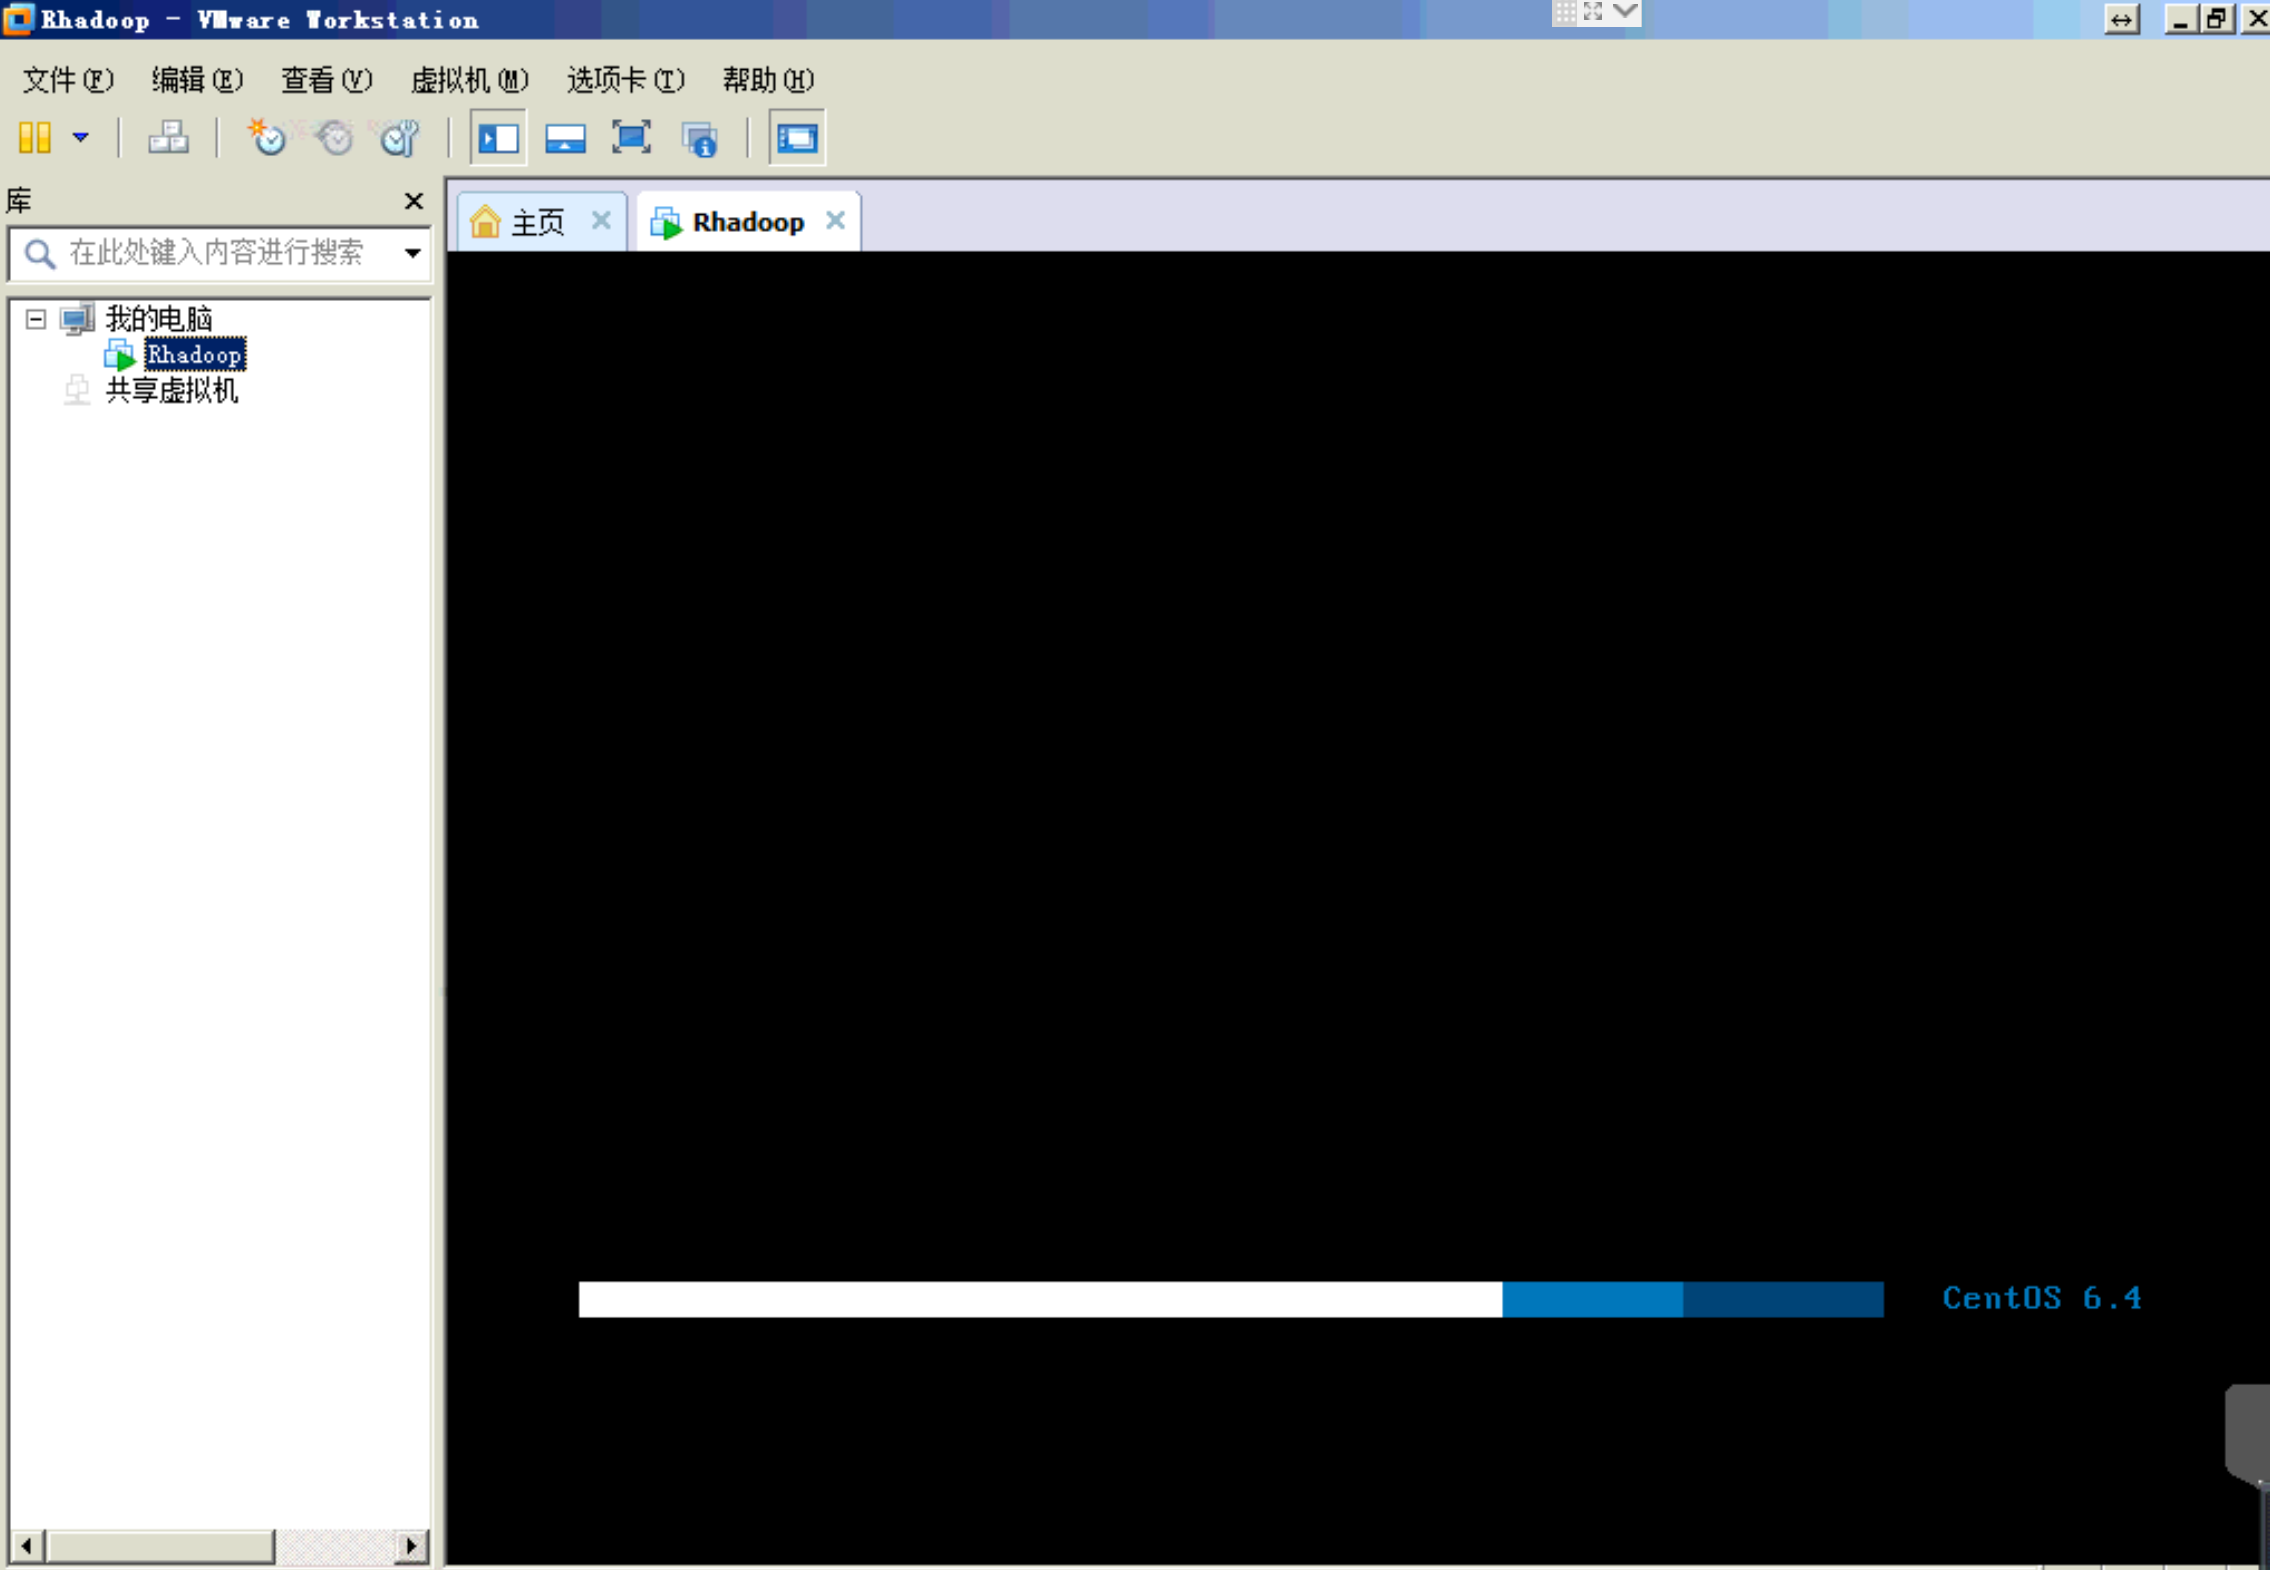 Rhadoop - VMware Workstation
文件(F) 编辑(E) 查看(V) 虚拟机(M) 选项卡(T) 帮助(H)
库
主页
Rhadoop
在此处键入内容进行搜索
我的电脑
Rhadoop
共享虚拟机
CentOS 6.4